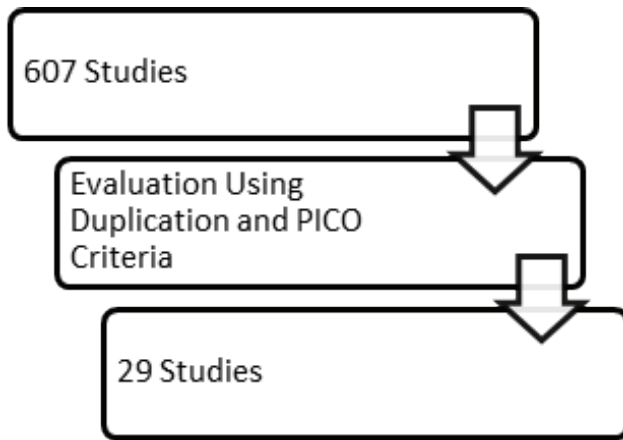 607 Studies
Evaluation Using
Duplication and PICO
Criteria
29 Studies